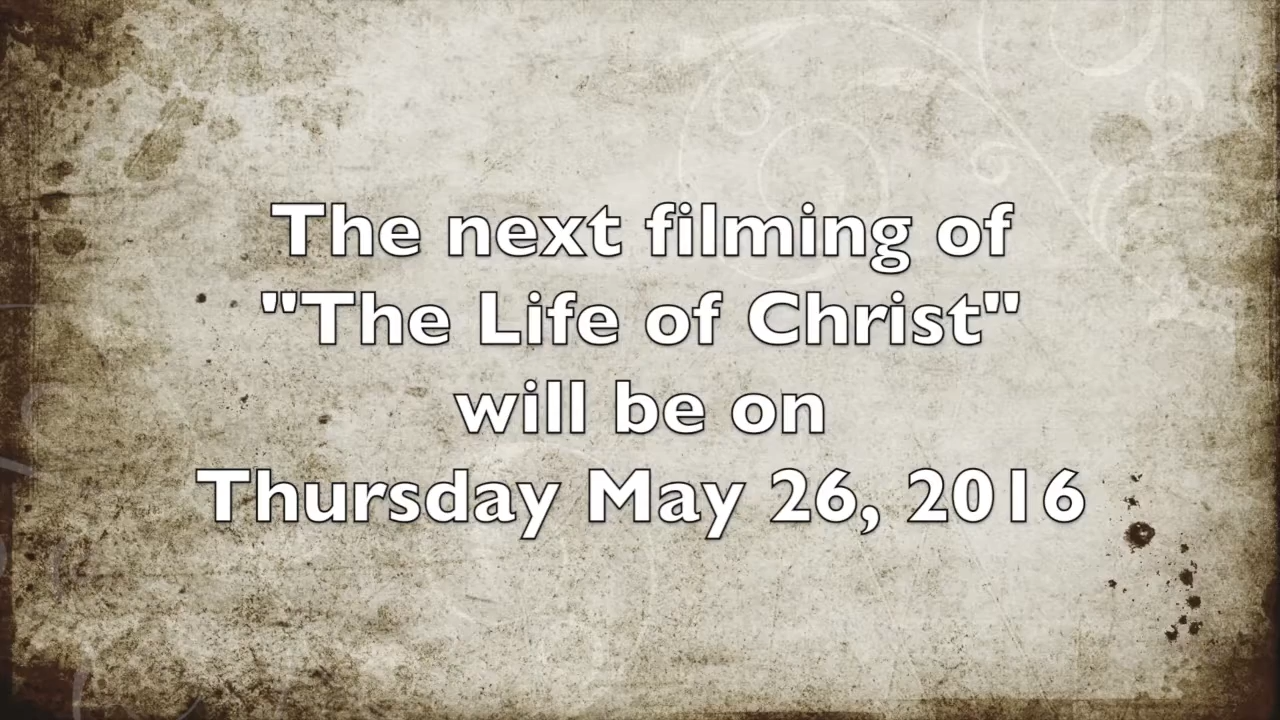 The next filming of
"The Life of Christ"
will be on
Thursday May 26, 2016